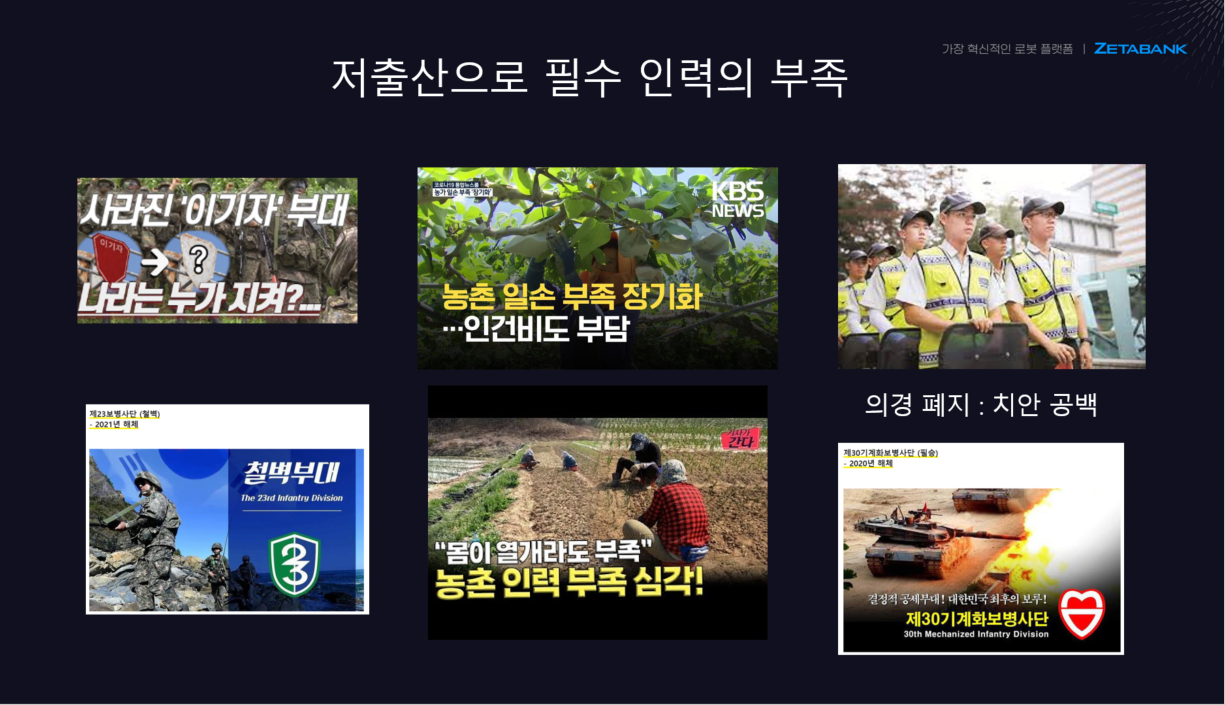 가장 혁신적인 로봇 플랫폼 | ZETABANK
저출산으로 필수 인력의 부족
사라진 '이기자' 부대
이기자
?
나라는 누가 지켜?...
코로나19 통합뉴스룸
농가 일손 부족 '장기화'
KBS
NEWS
농촌 일손 부족 장기화
…인건비도 부담
의경 폐지 : 치안 공백
제23보병사단 (철벽)
- 2021년 해체
철벽부대
The 23rd Infantry Division
기자가
간다
"몸이 열개라도 부족"
농촌 인력 부족 심각!
제30기계화보병사단 (필승)
- 2020년 해체
결정적 공세부대! 대한민국 최후의 보루!
제30기계화보병사단
30th Mechanized Infantry Division